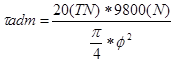 τadm = 20(TN)*9800(N) / π/4 * ϕ²